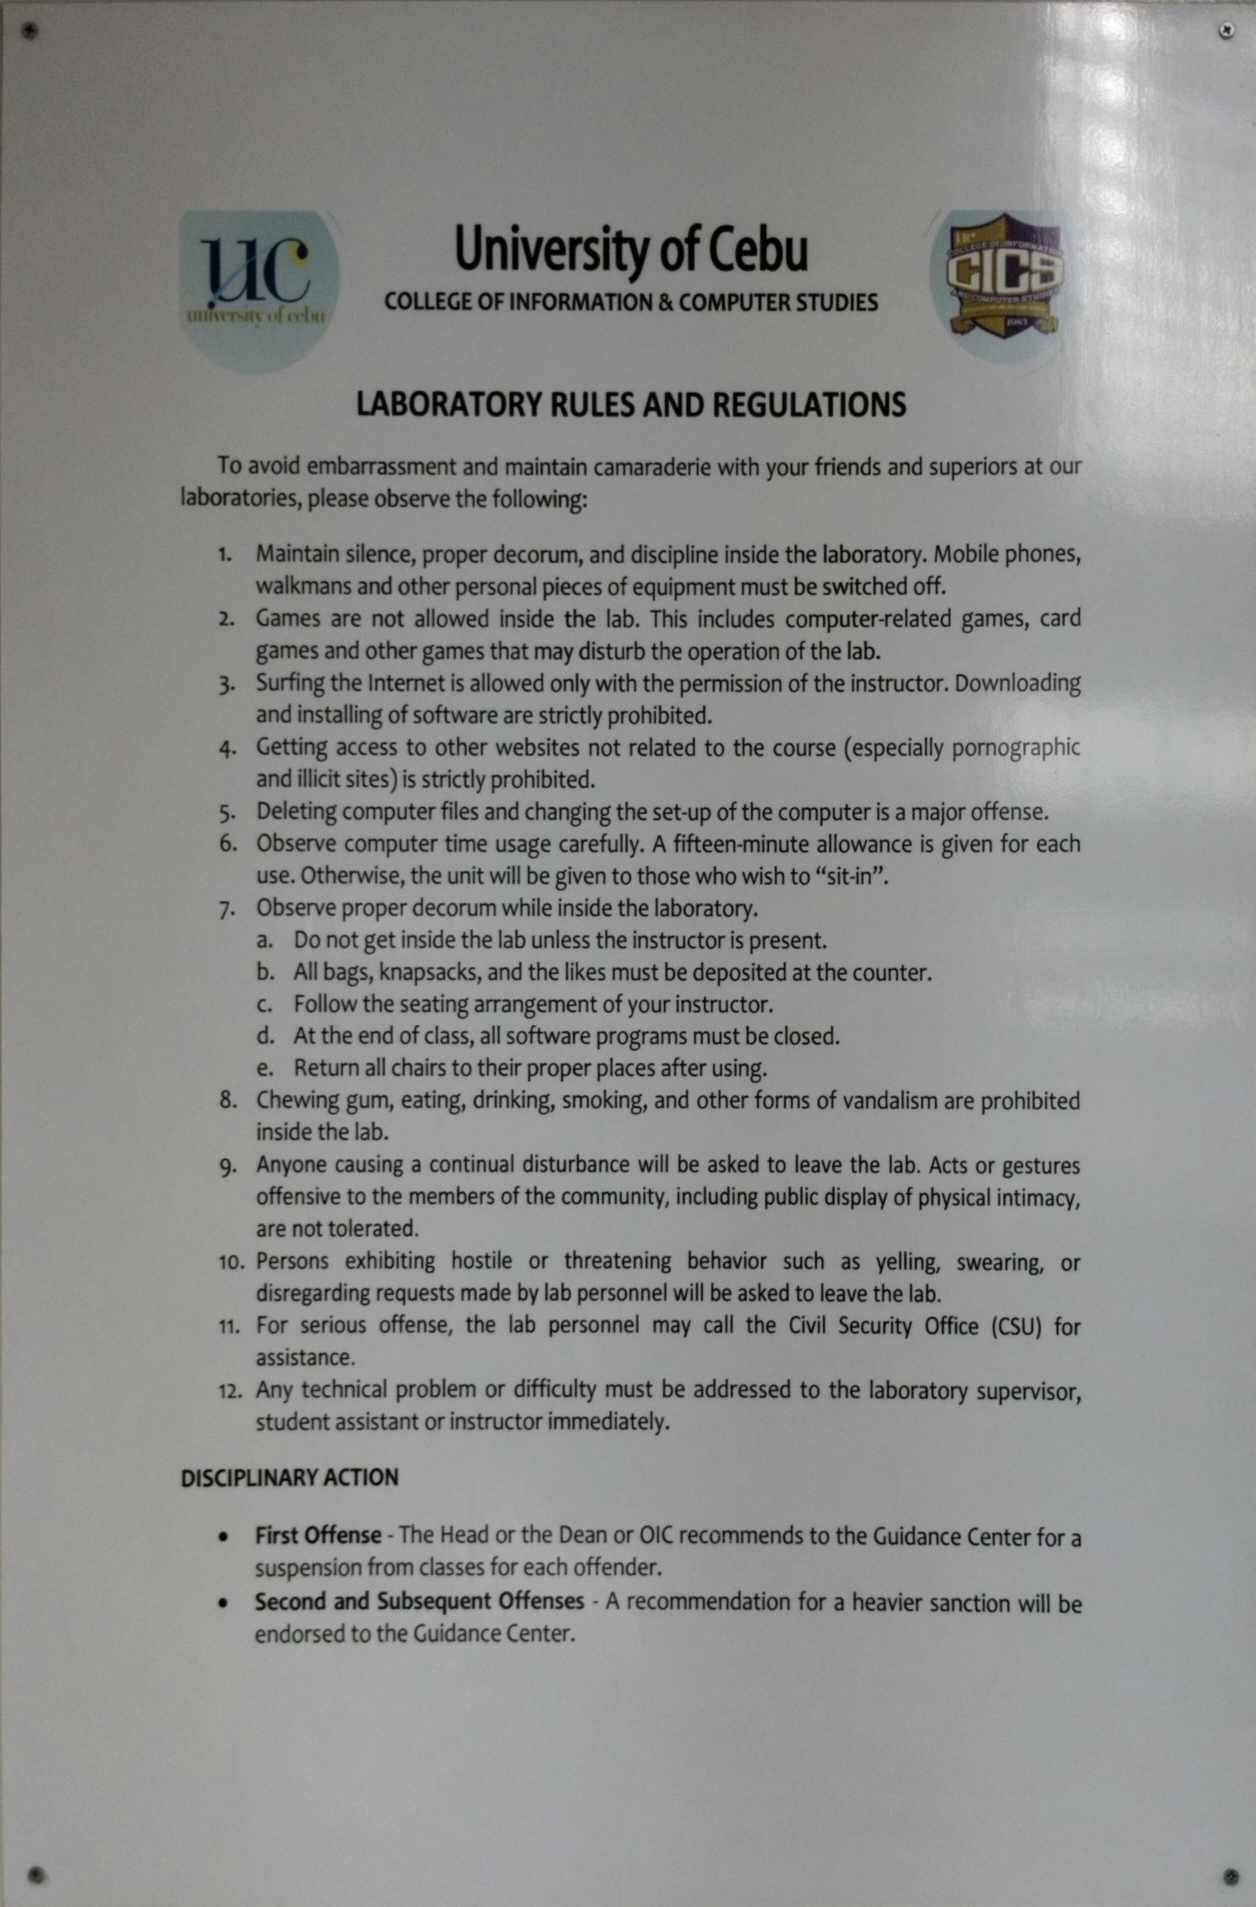 uc
university of cebu
University of Cebu
COLLEGE OF INFORMATION & COMPUTER STUDIES
UC
COLLEGE OF INFORMATION
CICS
AND COMPUTER STUDIES
1983
LABORATORY RULES AND REGULATIONS
To avoid embarrassment and maintain camaraderie with your friends and superiors at our
laboratories, please observe the following:
1. Maintain silence, proper decorum, and discipline inside the laboratory. Mobile phones,
walkmans and other personal pieces of equipment must be switched off.
2. Games are not allowed inside the lab. This includes computer-related games, card
games and other games that may disturb the operation of the lab.
3. Surfing the Internet is allowed only with the permission of the instructor. Downloading
and installing of software are strictly prohibited.
4. Getting access to other websites not related to the course (especially pornographic
and illicit sites) is strictly prohibited.
5. Deleting computer files and changing the set-up of the computer is a major offense.
6. Observe computer time usage carefully. A fifteen-minute allowance is given for each
use. Otherwise, the unit will be given to those who wish to “sit-in”.
7. Observe proper decorum while inside the laboratory.
a. Do not get inside the lab unless the instructor is present.
b. All bags, knapsacks, and the likes must be deposited at the counter.
c. Follow the seating arrangement of your instructor.
d. At the end of class, all software programs must be closed.
e. Return all chairs to their proper places after using.
8. Chewing gum, eating, drinking, smoking, and other forms of vandalism are prohibited
inside the lab.
9. Anyone causing a continual disturbance will be asked to leave the lab. Acts or gestures
offensive to the members of the community, including public display of physical intimacy,
are not tolerated.
10. Persons exhibiting hostile or threatening behavior such as yelling, swearing, or
disregarding requests made by lab personnel will be asked to leave the lab.
11. For serious offense, the lab personnel may call the Civil Security Office (CSU) for
assistance.
12. Any technical problem or difficulty must be addressed to the laboratory supervisor,
student assistant or instructor immediately.
DISCIPLINARY ACTION
• First Offense - The Head or the Dean or OIC recommends to the Guidance Center for a
suspension from classes for each offender.
• Second and Subsequent Offenses - A recommendation for a heavier sanction will be
endorsed to the Guidance Center.